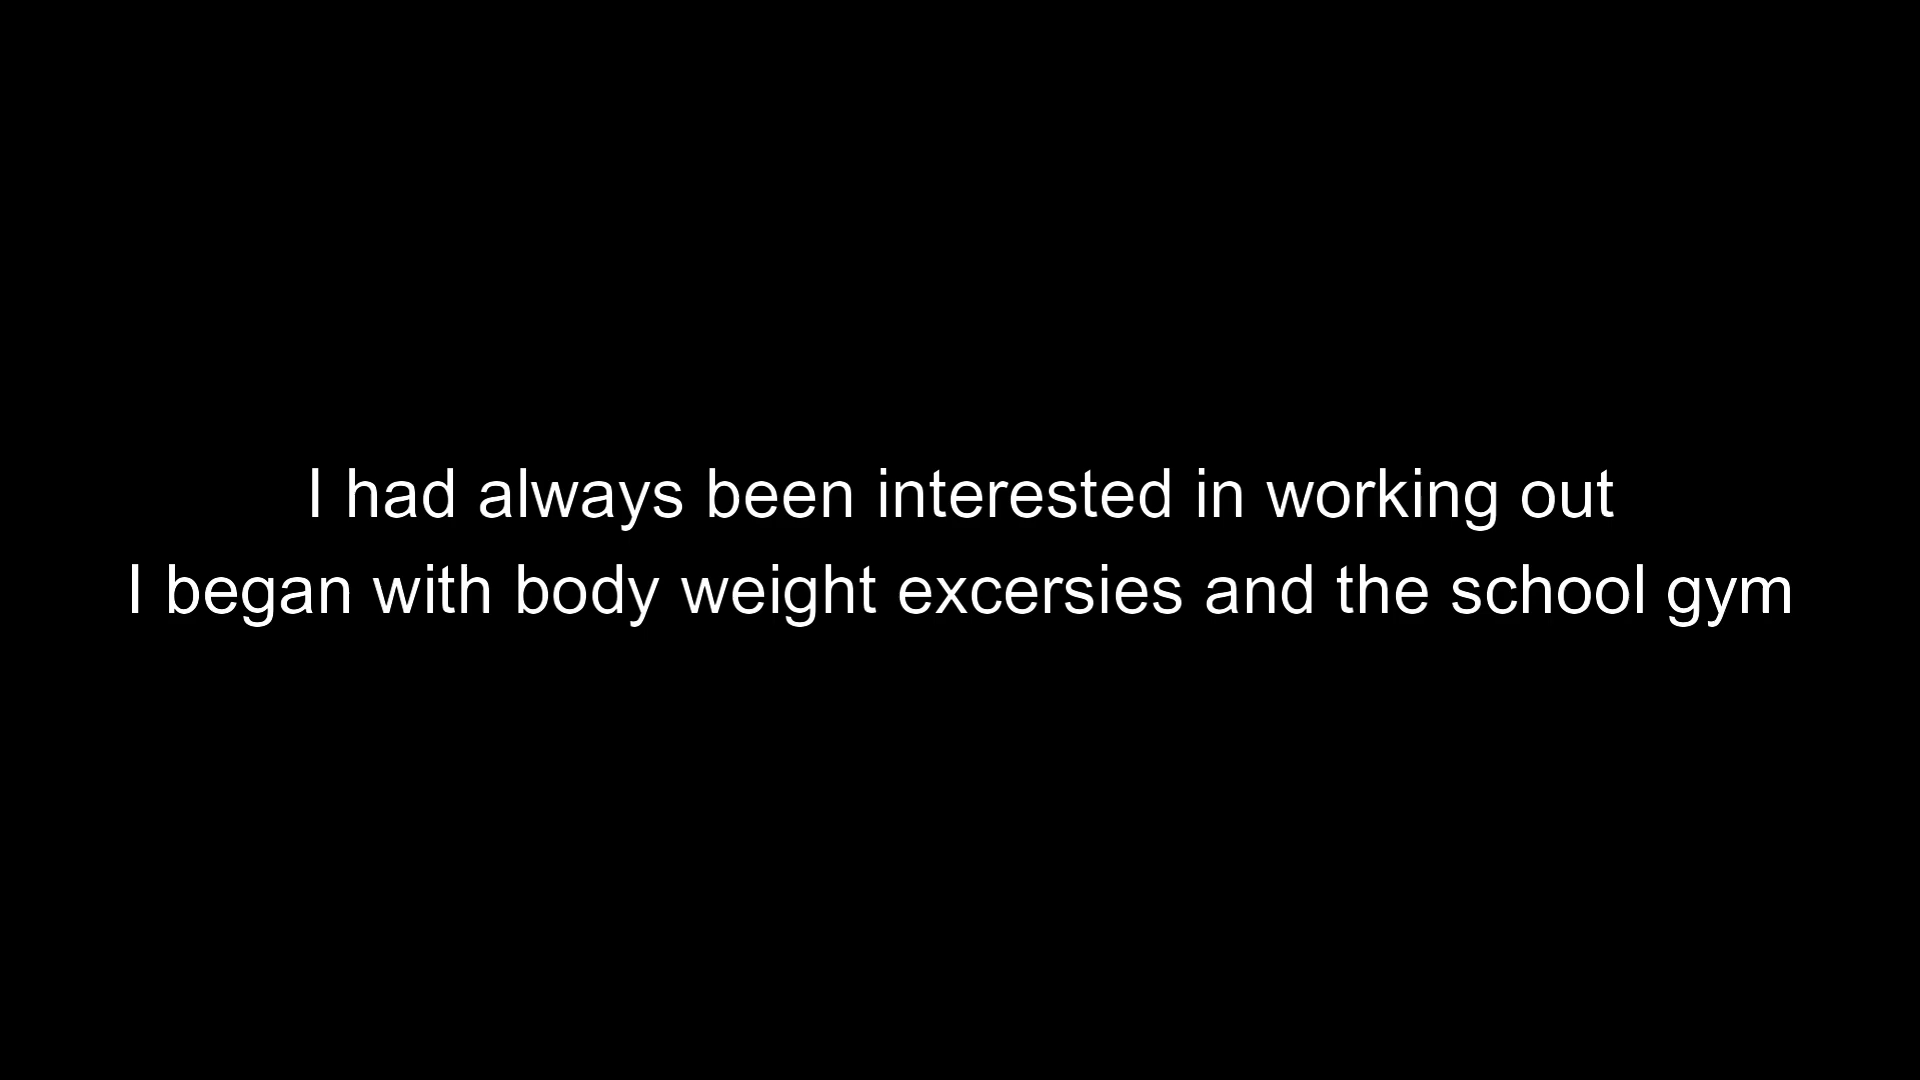 I had always been interested in working out
I began with body weight excersies and the school gym